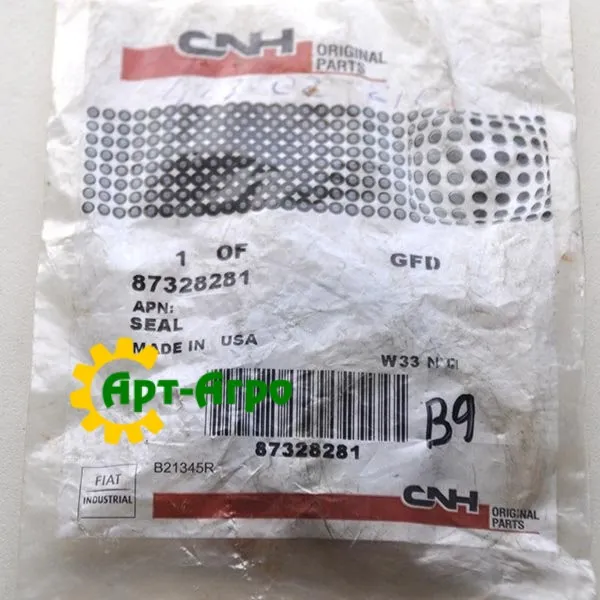 CNH ORIGINAL PARTS
1 OF GFD
87328281
APN:
SEAL
MADE IN USA
W33
Арт-Агро
B9
87328281
B21345R
FIAT
INDUSTRIAL
CNH ORIGINAL PARTS